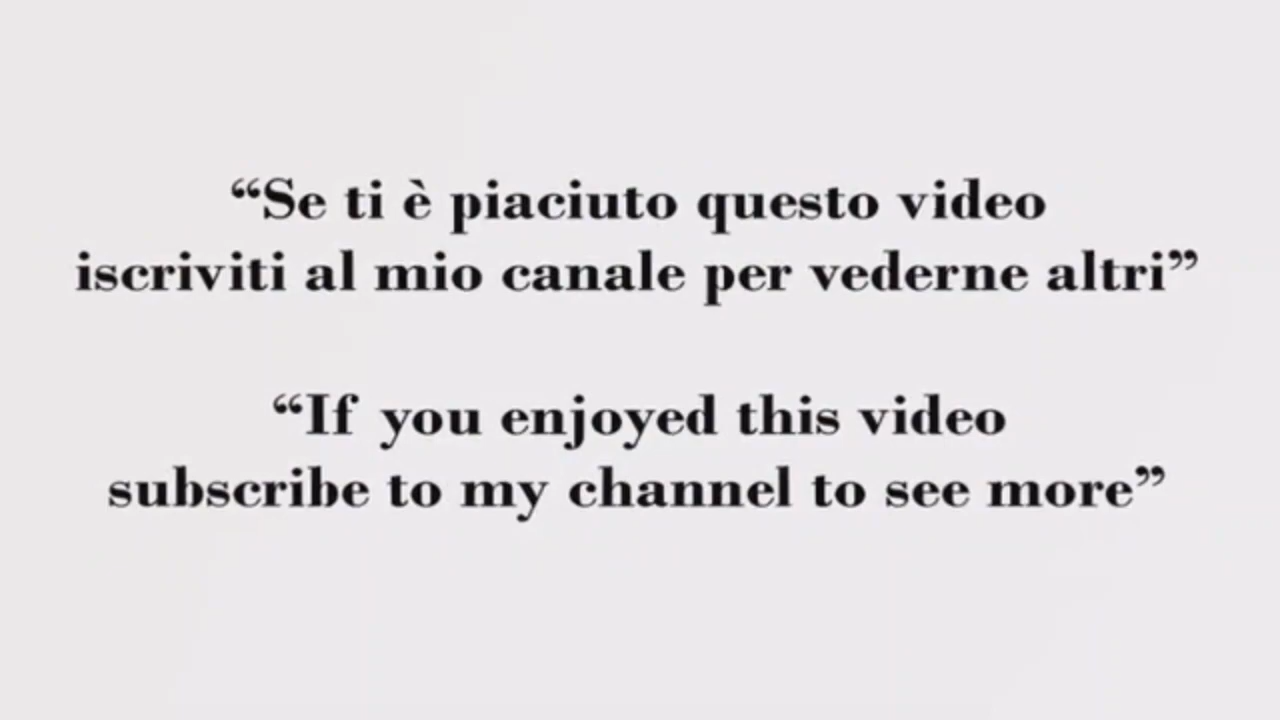 “Se ti è piaciuto questo video
iscriviti al mio canale per vederne altri”
“If you enjoyed this video
subscribe to my channel to see more”